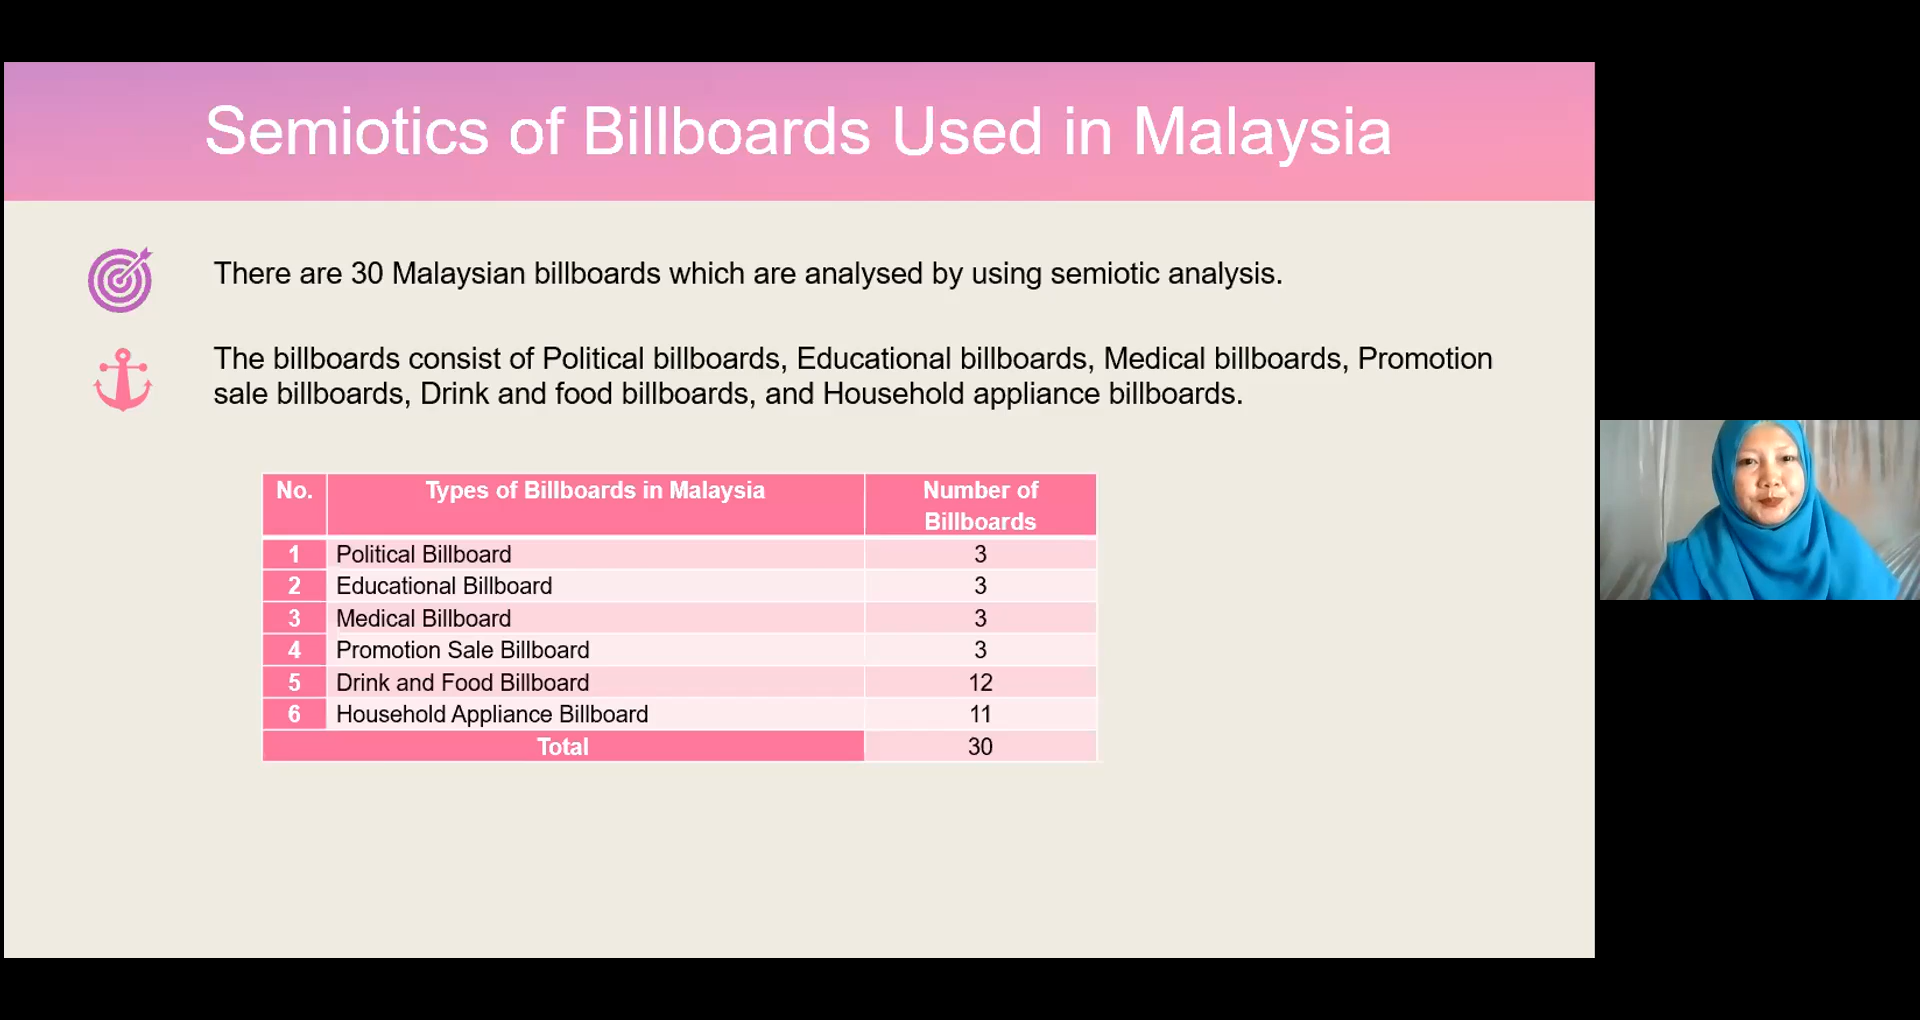 Semiotics of Billboards Used in Malaysia
There are 30 Malaysian billboards which are analysed by using semiotic analysis.
The billboards consist of Political billboards, Educational billboards, Medical billboards, Promotion
sale billboards, Drink and food billboards, and Household appliance billboards.
No. Types of Billboards in Malaysia Number of
Billboards
1 Political Billboard 3
2 Educational Billboard 3
3 Medical Billboard 3
4 Promotion Sale Billboard 3
5 Drink and Food Billboard 12
6 Household Appliance Billboard 11
Total 30